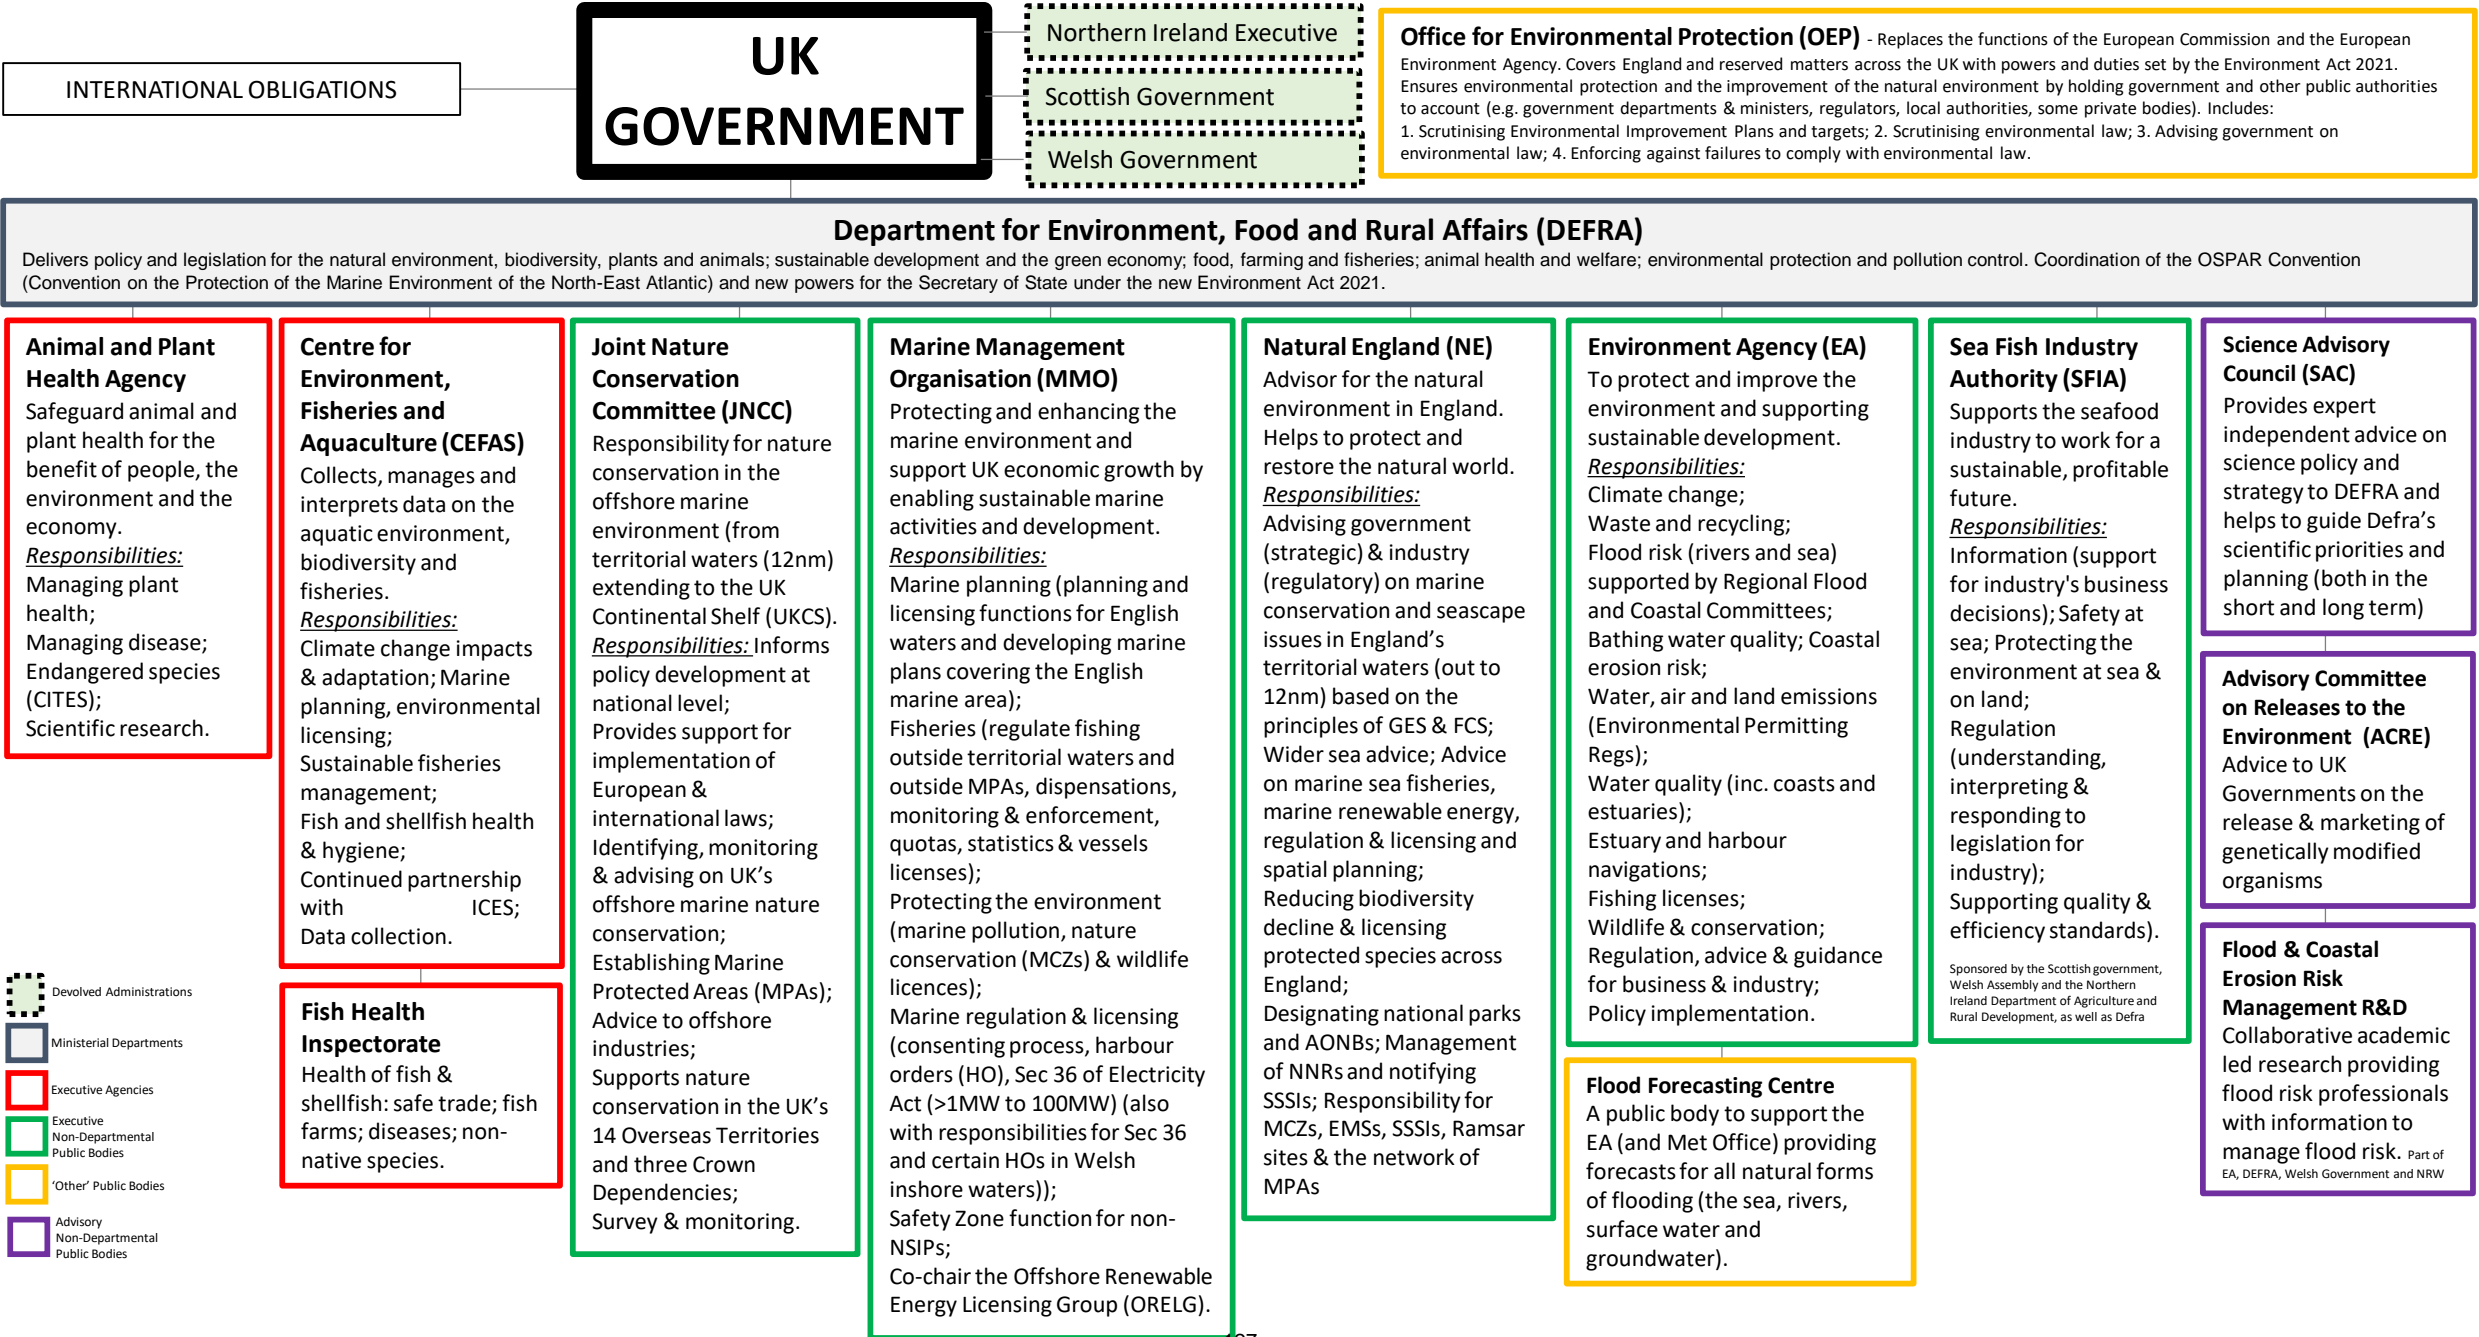 INTERNATIONAL OBLIGATIONS
UK
GOVERNMENT
Northern Ireland Executive
Scottish Government
Welsh Government
Office for Environmental Protection (OEP) - Replaces the functions of the European Commission and the European
Environment Agency. Covers England and reserved matters across the UK with powers and duties set by the Environment Act 2021.
Ensures environmental protection and the improvement of the natural environment by holding government and other public authorities
to account (e.g. government departments & ministers, regulators, local authorities, some private bodies). Includes:
1. Scrutinising Environmental Improvement Plans and targets; 2. Scrutinising environmental law; 3. Advising government on
environmental law; 4. Enforcing against failures to comply with environmental law.
Department for Environment, Food and Rural Affairs (DEFRA)
Delivers policy and legislation for the natural environment, biodiversity, plants and animals; sustainable development and the green economy; food, farming and fisheries; animal health and welfare; environmental protection and pollution control. Coordination of the OSPAR Convention
(Convention on the Protection of the Marine Environment of the North-East Atlantic) and new powers for the Secretary of State under the new Environment Act 2021.
Animal and Plant
Health Agency
Safeguard animal and
plant health for the
benefit of people, the
environment and the
economy.
Responsibilities:
Managing plant
health;
Managing disease;
Endangered species
(CITES);
Scientific research.
Centre for
Environment,
Fisheries and
Aquaculture (CEFAS)
Collects, manages and
interprets data on the
aquatic environment,
biodiversity and
fisheries.
Responsibilities:
Climate change impacts
& adaptation; Marine
planning, environmental
licensing;
Sustainable fisheries
management;
Fish and shellfish health
& hygiene;
Continued partnership
with ICES;
Data collection.
Fish Health
Inspectorate
Health of fish &
shellfish: safe trade; fish
farms; diseases; non-
native species.
Joint Nature
Conservation
Committee (JNCC)
Responsibility for nature
conservation in the
offshore marine
environment (from
territorial waters (12nm)
extending to the UK
Continental Shelf (UKCS).
Responsibilities: Informs
policy development at
national level;
Provides support for
implementation of
European &
international laws;
Identifying, monitoring
& advising on UK's
offshore marine nature
conservation;
Establishing Marine
Protected Areas (MPAs);
Advice to offshore
industries;
Supports nature
conservation in the UK's
14 Overseas Territories
and three Crown
Dependencies;
Survey & monitoring.
Marine Management
Organisation (MMO)
Protecting and enhancing the
marine environment and
support UK economic growth by
enabling sustainable marine
activities and development.
Responsibilities:
Marine planning (planning and
licensing functions for English
waters and developing marine
plans covering the English
marine area);
Fisheries (regulate fishing
outside territorial waters and
outside MPAs, dispensations,
monitoring & enforcement,
quotas, statistics & vessels
licenses);
Protecting the environment
(marine pollution, nature
conservation (MCZs) & wildlife
licences);
Marine regulation & licensing
(consenting process, harbour
orders (HO), Sec 36 of Electricity
Act (>1MW to 100MW) (also
with responsibilities for Sec 36
and certain HOs in Welsh
inshore waters));
Safety Zone function for non-
NSIPs;
Co-chair the Offshore Renewable
Energy Licensing Group (ORELG).
Natural England (NE)
Advisor for the natural
environment in England.
Helps to protect and
restore the natural world.
Responsibilities:
Advising government
(strategic) & industry
(regulatory) on marine
conservation and seascape
issues in England's
territorial waters (out to
12nm) based on the
principles of GES & FCS;
Wider sea advice; Advice
on marine sea fisheries,
marine renewable energy,
regulation & licensing and
spatial planning;
Reducing biodiversity
decline & licensing
protected species across
England;
Designating national parks
and AONBs; Management
of NNRs and notifying
SSSIs; Responsibility for
MCZs, EMSs, SSSIs, Ramsar
sites & the network of
MPAs
Environment Agency (EA)
To protect and improve the
environment and supporting
sustainable development.
Responsibilities:
Climate change;
Waste and recycling;
Flood risk (rivers and sea)
supported by Regional Flood
and Coastal Committees;
Bathing water quality; Coastal
erosion risk;
Water, air and land emissions
(Environmental Permitting
Regs);
Water quality (inc. coasts and
estuaries);
Estuary and harbour
navigations;
Fishing licenses;
Wildlife & conservation;
Regulation, advice & guidance
for business & industry;
Policy implementation.
Flood Forecasting Centre
A public body to support the
EA (and Met Office) providing
forecasts for all natural forms
of flooding (the sea, rivers,
surface water and
groundwater).
Sea Fish Industry
Authority (SFIA)
Supports the seafood
industry to work for a
sustainable, profitable
future.
Responsibilities:
Information (support
for industry's business
decisions); Safety at
sea; Protecting the
environment at sea &
on land;
Regulation
(understanding,
interpreting &
responding to
legislation for
industry);
Supporting quality &
efficiency standards).
Sponsored by the Scottish government,
Welsh Assembly and the Northern
Ireland Department of Agriculture and
Rural Development, as well as Defra
Science Advisory
Council (SAC)
Provides expert
independent advice on
science policy and
strategy to DEFRA and
helps to guide Defra's
scientific priorities and
planning (both in the
short and long term)
Advisory Committee
on Releases to the
Environment (ACRE)
Advice to UK
Governments on the
release & marketing of
genetically modified
organisms
Flood & Coastal
Erosion Risk
Management R&D
Collaborative academic
led research providing
flood risk professionals
with information to
manage flood risk. Part of
EA, DEFRA, Welsh Government and NRW
Devolved Administrations
Ministerial Departments
Executive Agencies
Executive
Non-Departmental
Public Bodies
'Other' Public Bodies
Advisory
Non-Departmental
Public Bodies